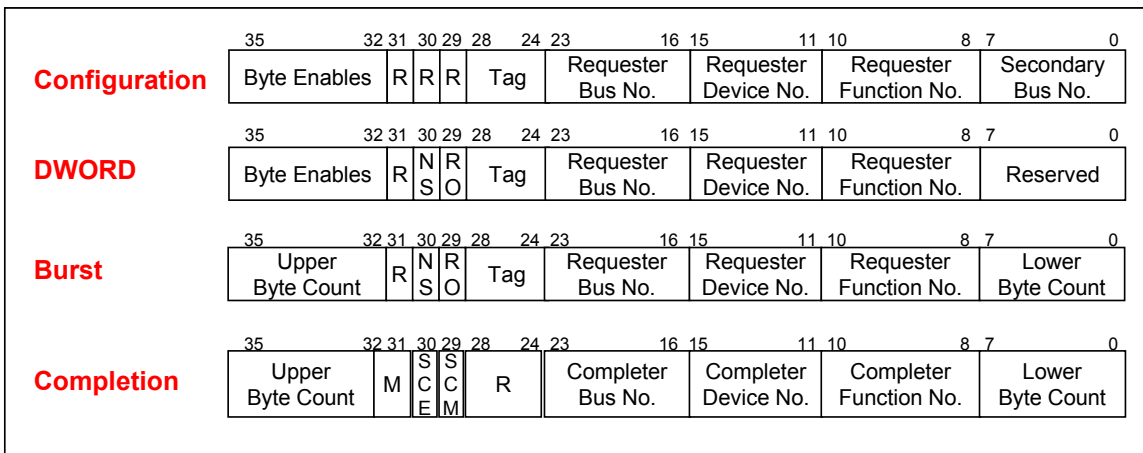 35 32 31 30 29 28 24 23 16 15 11 10 8 7 0
Configuration
Byte Enables R R R Tag Requester Bus No. Requester Device No. Requester Function No. Secondary Bus No.
35 32 31 30 29 28 24 23 16 15 11 10 8 7 0
DWORD
Byte Enables R NS RO Tag Requester Bus No. Requester Device No. Requester Function No. Reserved
35 32 31 30 29 28 24 23 16 15 11 10 8 7 0
Burst
Upper Byte Count R NS RO Tag Requester Bus No. Requester Device No. Requester Function No. Lower Byte Count
35 32 31 30 29 28 24 23 16 15 11 10 8 7 0
Completion
Upper Byte Count M SCE SCM R Completer Bus No. Completer Device No. Completer Function No. Lower Byte Count